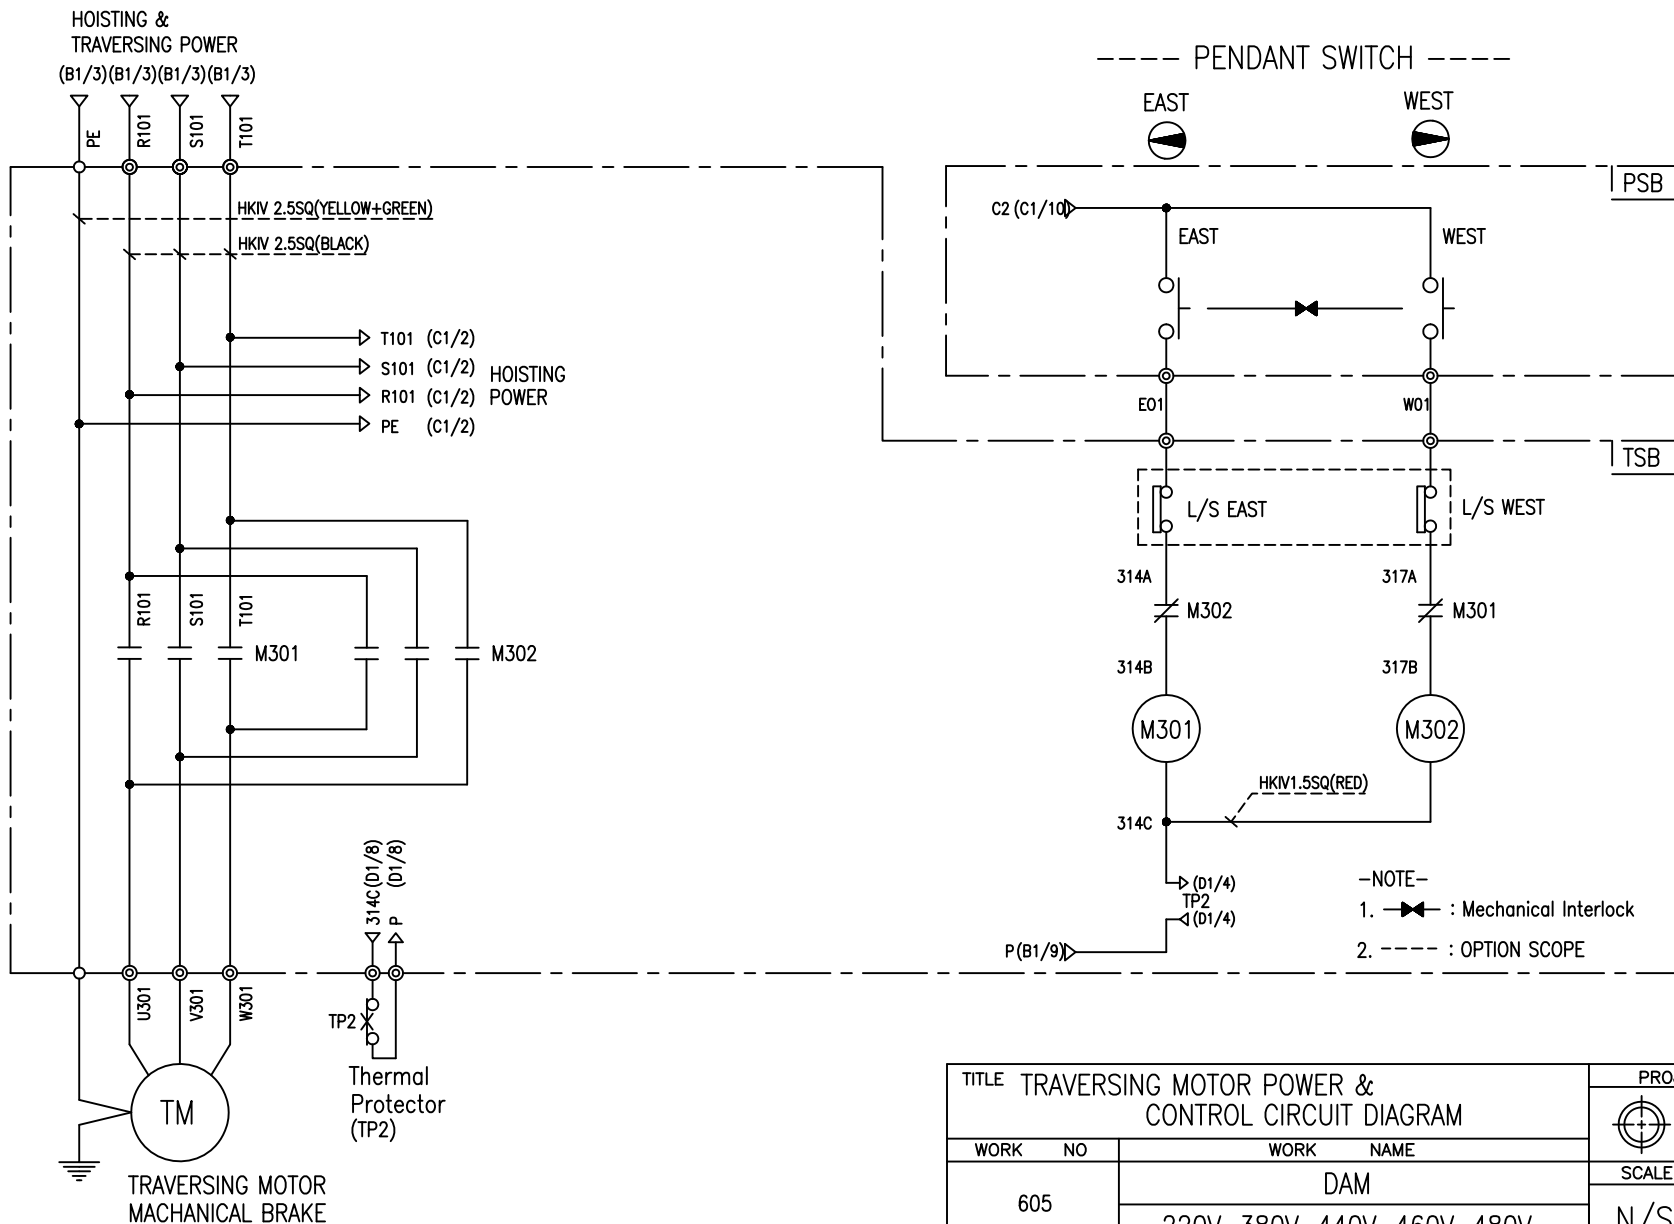 HOISTING &
TRAVERSING POWER
(B1/3)(B1/3)(B1/3)(B1/3)
PE
R101
S101
T101
HKIV 2.5SQ(YELLOW+GREEN)
HKIV 2.5SQ(BLACK)
T101 (C1/2)
S101 (C1/2)
R101 (C1/2)
PE (C1/2)
HOISTING
POWER
R101
S101
T101
M301
M302
314C(D1/8)
P (D1/8)
U301
V301
W301
TP2
Thermal
Protector
(TP2)
TM
TRAVERSING MOTOR
MACHANICAL BRAKE
PENDANT SWITCH
EAST
WEST
PSB
C2 (C1/10)
EAST
WEST
E01
W01
TSB
L/S EAST
L/S WEST
314A
317A
M302
M301
314B
317B
M301
M302
HKIV1.5SQ(RED)
314C
(D1/4)
TP2
(D1/4)
P(B1/9)
-NOTE-
1. : Mechanical Interlock
2. ---- : OPTION SCOPE
TITLE TRAVERSING MOTOR POWER &
CONTROL CIRCUIT DIAGRAM
PRO
WORK NO
WORK NAME
SCALE
605
DAM
N/S
220V 380V 440V 460V 480V